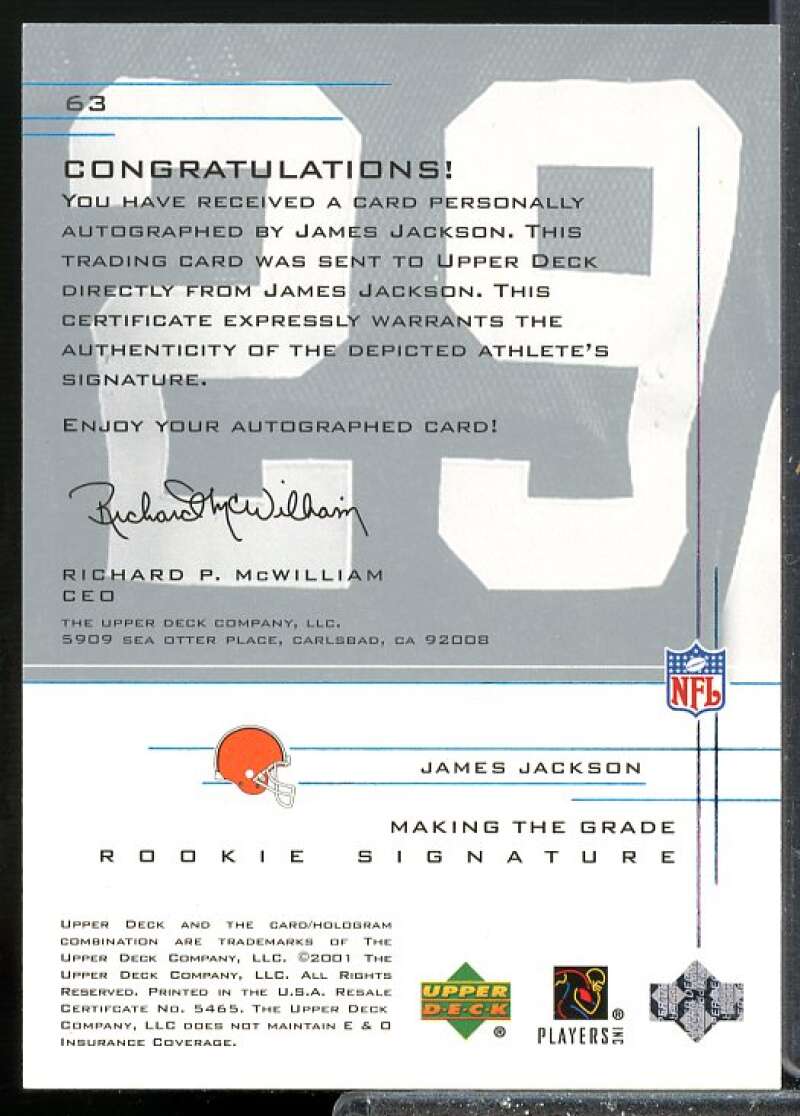 63
CONGRATULATIONS!
YOU HAVE RECEIVED A CARD PERSONALLY
AUTOGRAPHED BY JAMES JACKSON. THIS
TRADING CARD WAS SENT TO UPPER DECK
DIRECTLY FROM JAMES JACKSON. THIS
CERTIFICATE EXPRESSLY WARRANTS THE
AUTHENTICITY OF THE DEPICTED ATHLETE'S
SIGNATURE.
ENJOY YOUR AUTOGRAPHED CARD!
Richard McWilliam
RICHARD P. MCWILLIAM
CEO
THE UPPER DECK COMPANY, LLC.
5909 SEA OTTER PLACE, CARLSBAD, CA 92008
29
NFL
JAMES JACKSON
MAKING THE GRADE
ROOKIE SIGNATURE
UPPER DECK AND THE CARD/HOLOGRAM
COMBINATION ARE TRADEMARKS OF THE
UPPER DECK COMPANY, LLC. ©2001 THE
UPPER DECK COMPANY, LLC. ALL RIGHTS
RESERVED. PRINTED IN THE U.S.A. RESALE
CERTIFCATE NO. 5465. THE UPPER DECK
COMPANY, LLC DOES NOT MAINTAIN E & O
INSURANCE COVERAGE.
UPPER
D·E·C·K
®
PLAYERS INC®